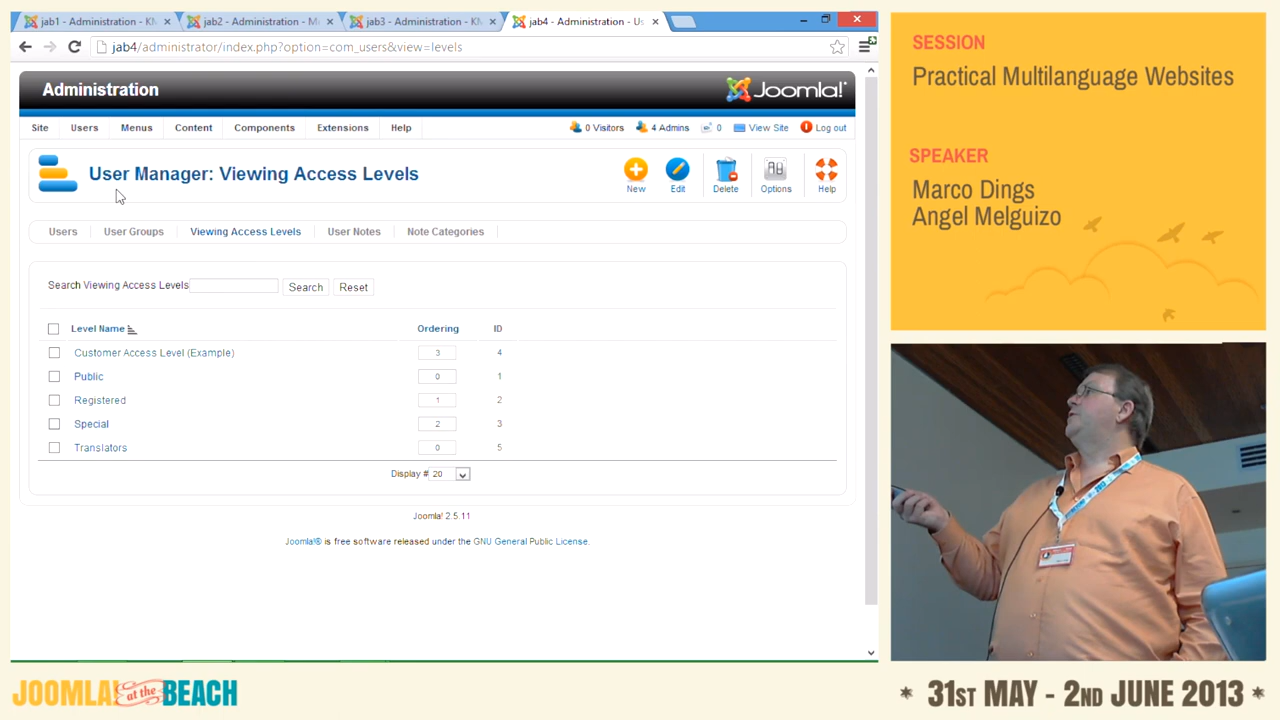 jab1 - Administration - KN
jab2 - Administration - M
jab3 - Administration - KN
jab4 - Administration - Us
jab4/administrator/index.php?option=com_users&view=levels
Administration
Joomla!
Site Users Menus Content Components Extensions Help
0 Visitors 4 Admins 0 View Site Log out
User Manager: Viewing Access Levels
New Edit Delete Options Help
Users User Groups Viewing Access Levels User Notes Note Categories
Search Viewing Access Levels Search Reset
Level Name Ordering ID
Customer Access Level (Example) 3 4
Public 0 1
Registered 1 2
Special 2 3
Translators 0 5
Display # 20
Joomla! 2.5.11
Joomla!® is free software released under the GNU General Public License.
SESSION
Practical Multilanguage Websites
SPEAKER
Marco Dings
Angel Melguizo
JOOMLA! at the BEACH
* 31ST MAY - 2ND JUNE 2013 *